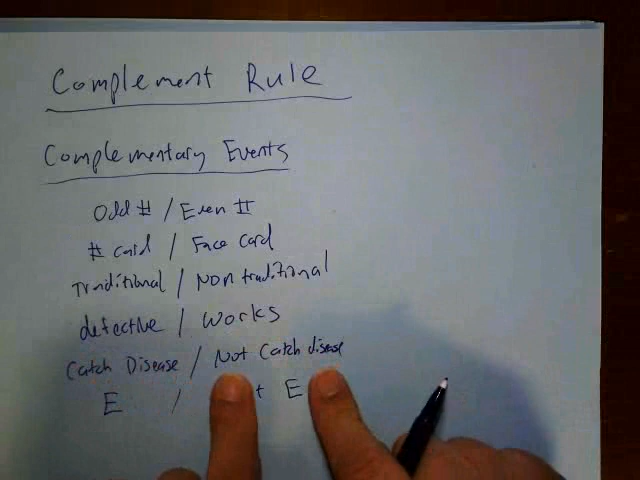 Complement Rule
Complementary Events
Odd # / Even #
# card / Face Card
Traditional / Non traditional
defective / Works
Catch Disease / Not Catch disease
E / E